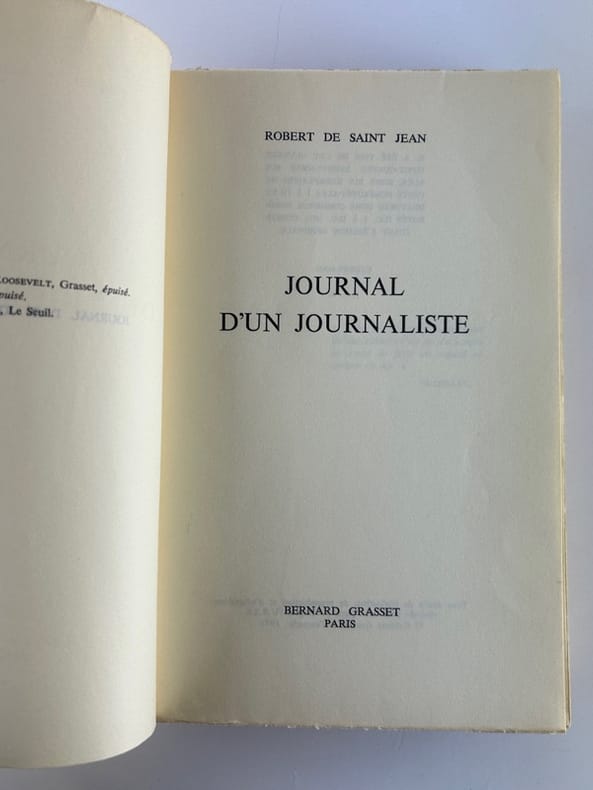 ROOSEVELT, Grasset, épuisé.
puisé.
, Le Seuil.
ROBERT DE SAINT JEAN
JOURNAL
D'UN JOURNALISTE
BERNARD GRASSET
PARIS